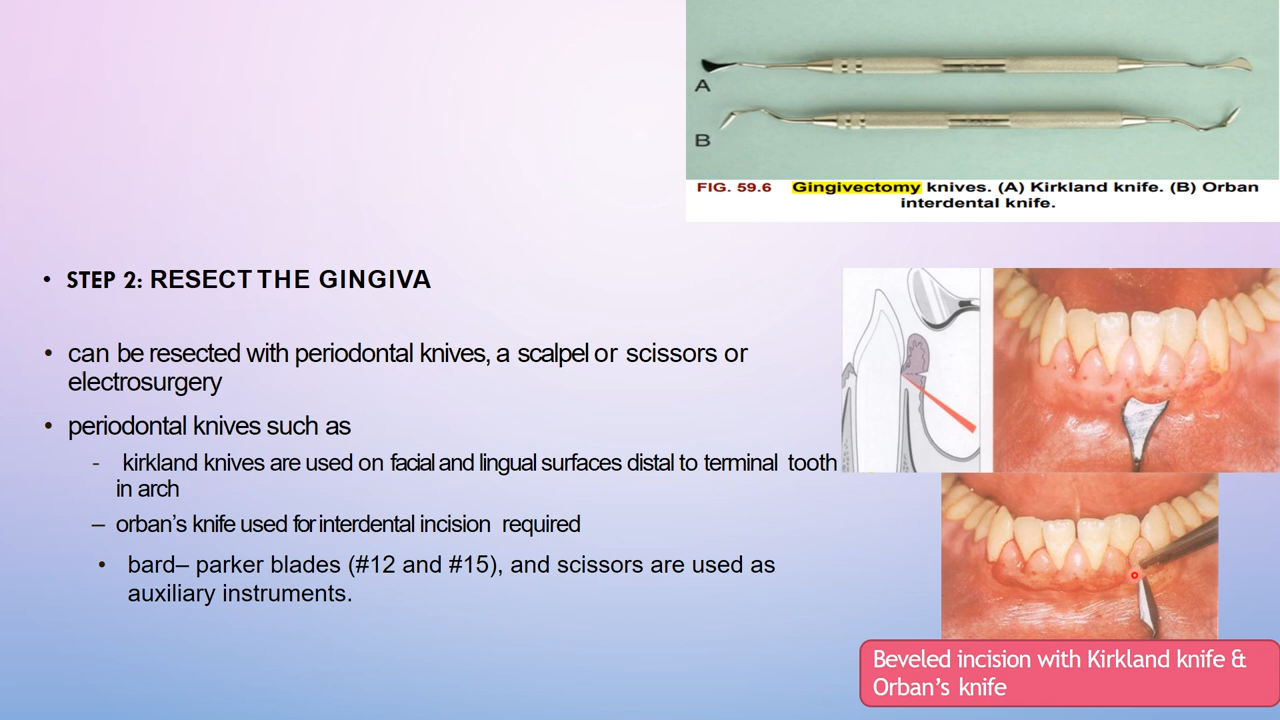 A
B
FIG. 59.6 Gingivectomy knives. (A) Kirkland knife. (B) Orban
interdental knife.
• STEP 2: RESECT THE GINGIVA
• can be resected with periodontal knives, a scalpel or scissors or
electrosurgery
• periodontal knives such as
- kirkland knives are used on facial and lingual surfaces distal to terminal tooth
in arch
– orban's knife used for interdental incision required
• bard– parker blades (#12 and #15), and scissors are used as
auxiliary instruments.
Beveled incision with Kirkland knife &
Orban's knife